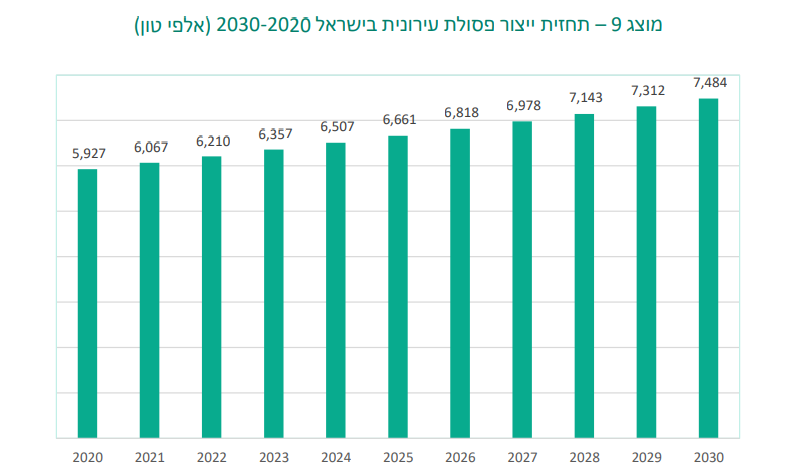 מוצג 9 – תחזית ייצור פסולת עירונית בישראל 2030-2020 (אלפי טון)
5,927 6,067 6,210 6,357 6,507 6,661 6,818 6,978 7,143 7,312 7,484
2020 2021 2022 2023 2024 2025 2026 2027 2028 2029 2030